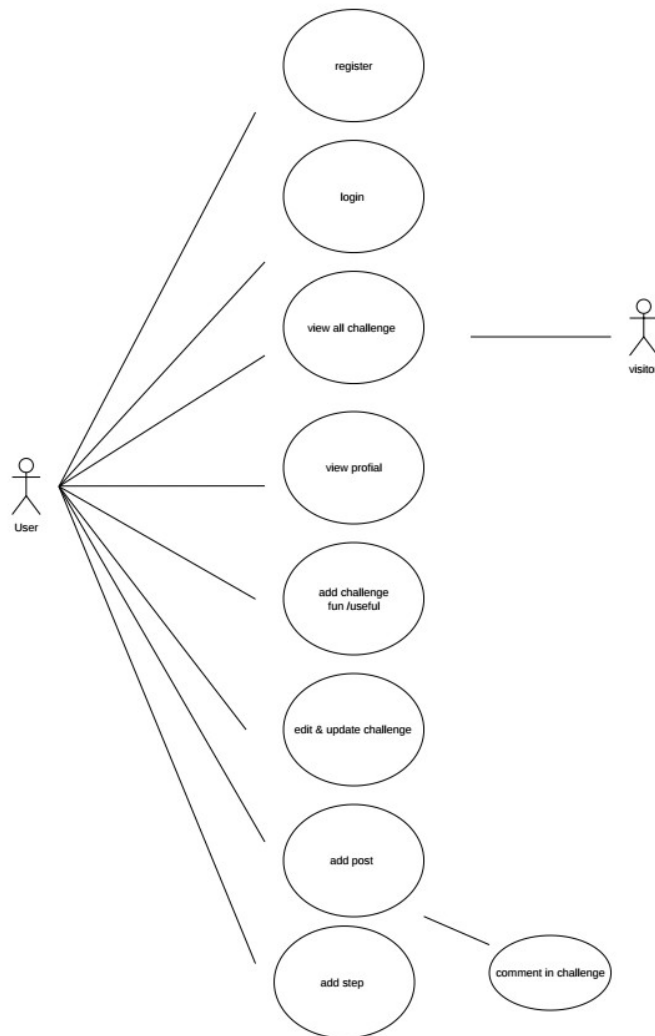 register
login
view all challenge
visitor
view profial
User
add challenge
fun /useful
edit & update challenge
add post
comment in challenge
add step